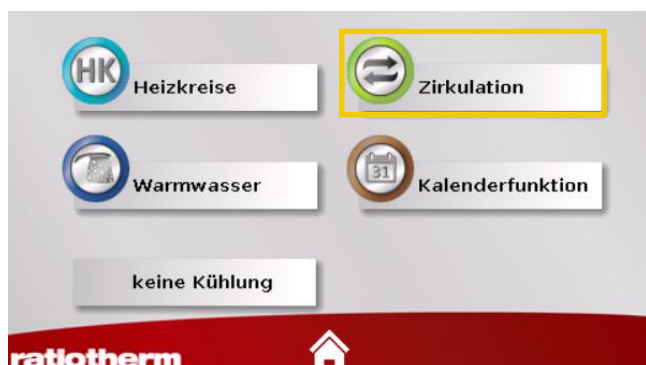 HK
Heizkreise
Zirkulation
Warmwasser
31
Kalenderfunktion
keine Kühlung
ratiotherm